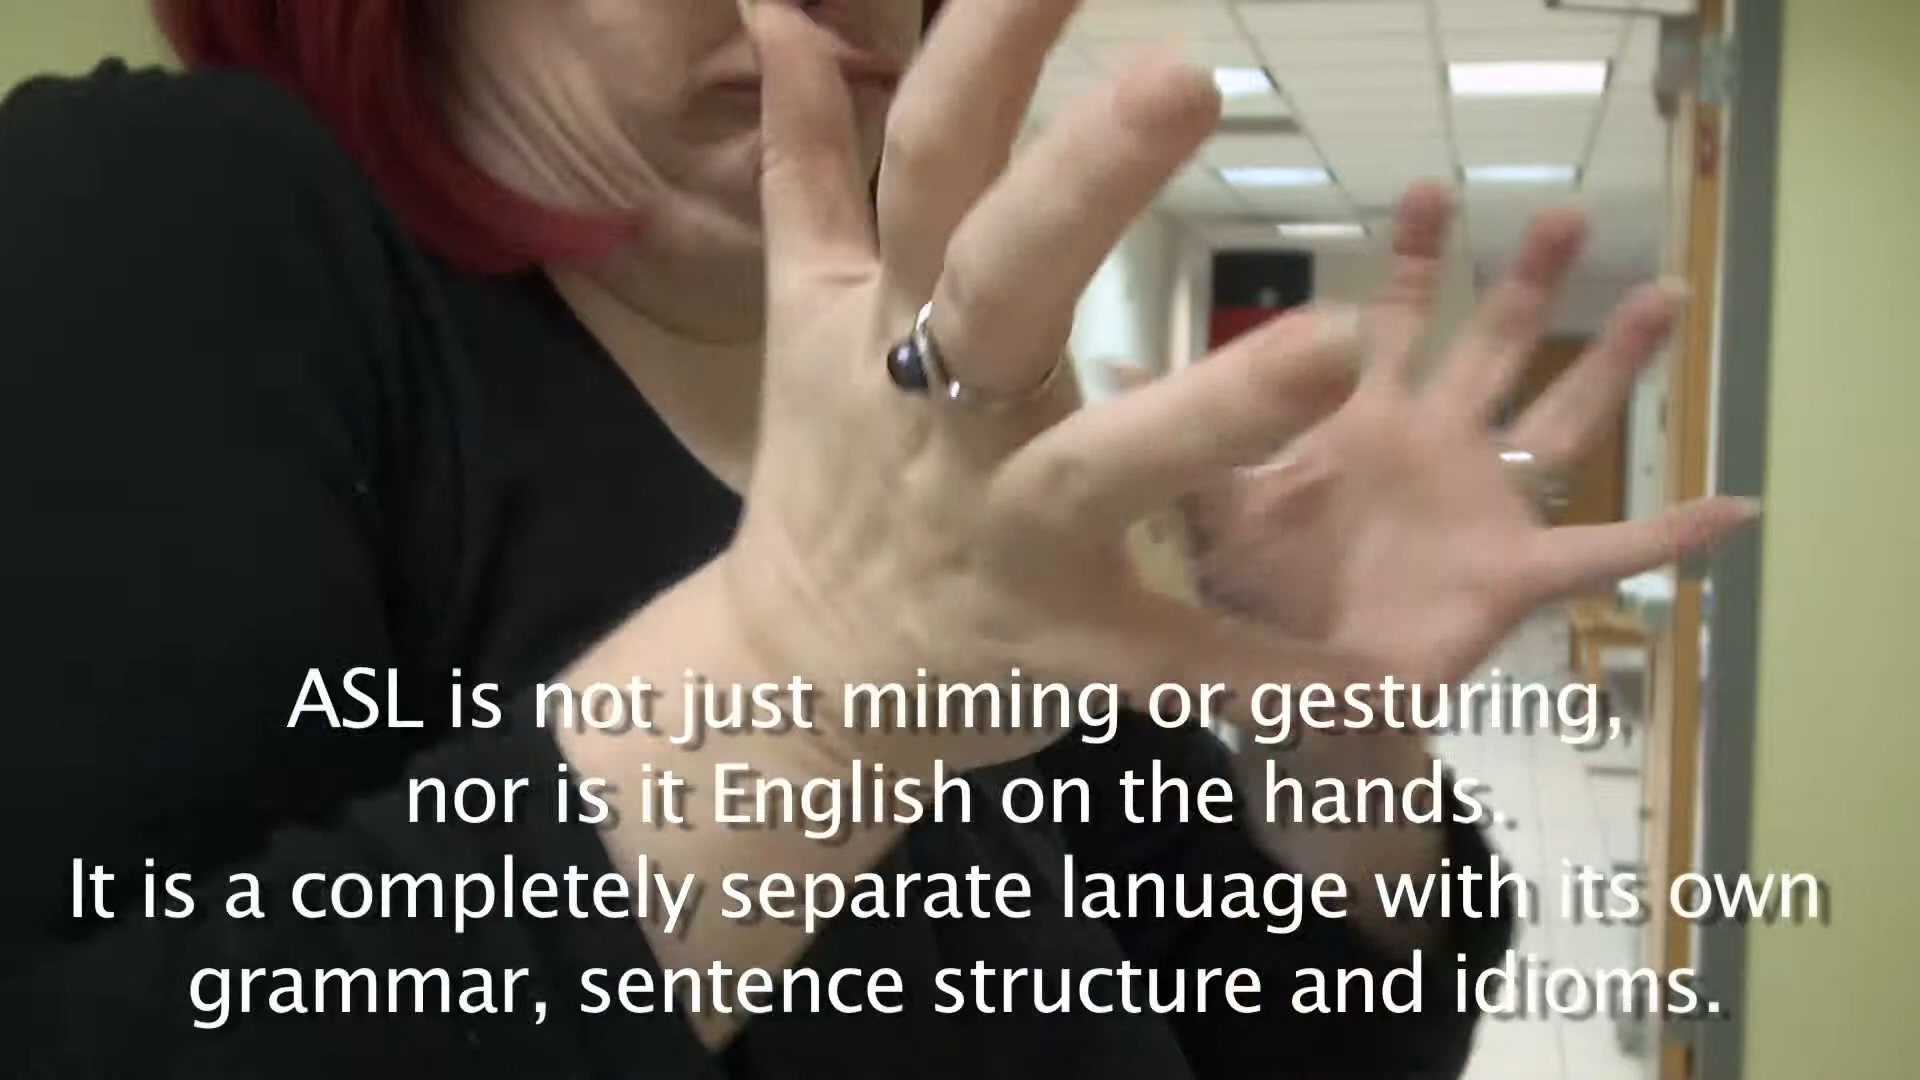 ASL is not just miming or gesturing,
nor is it English on the hands.
It is a completely separate lanuage with its own
grammar, sentence structure and idioms.